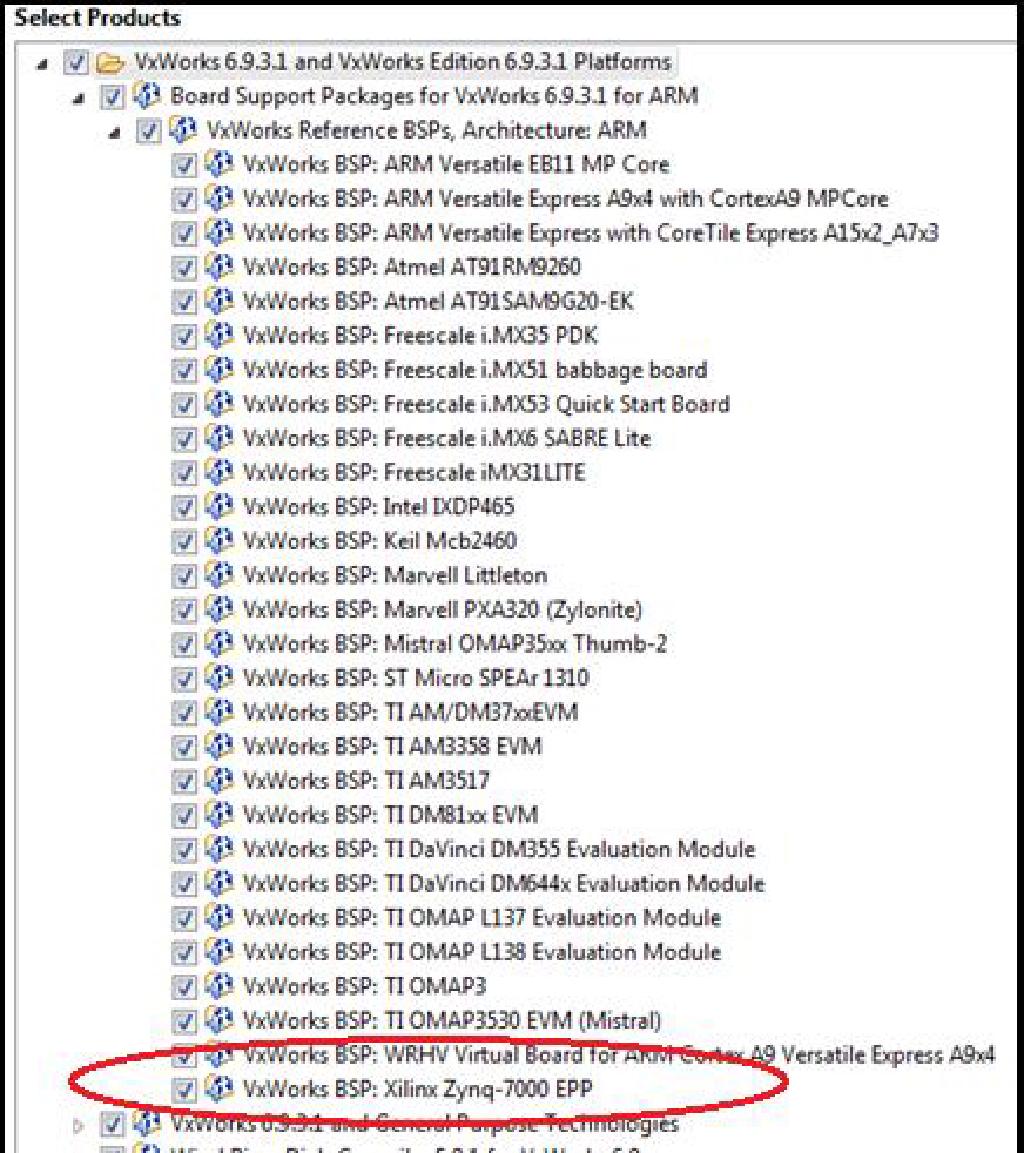 Select Products
VxWorks 6.9.3.1 and VxWorks Edition 6.9.3.1 Platforms
Board Support Packages for VxWorks 6.9.3.1 for ARM
VxWorks Reference BSPs, Architecture: ARM
VxWorks BSP: ARM Versatile EB11 MP Core
VxWorks BSP: ARM Versatile Express A9x4 with CortexA9 MPCore
VxWorks BSP: ARM Versatile Express with CoreTile Express A15x2_A7x3
VxWorks BSP: Atmel AT91RM9260
VxWorks BSP: Atmel AT91SAM9G20-EK
VxWorks BSP: Freescale i.MX35 PDK
VxWorks BSP: Freescale i.MX51 babbage board
VxWorks BSP: Freescale i.MX53 Quick Start Board
VxWorks BSP: Freescale i.MX6 SABRE Lite
VxWorks BSP: Freescale iMX31LITE
VxWorks BSP: Intel IXDP465
VxWorks BSP: Keil Mcb2460
VxWorks BSP: Marvell Littleton
VxWorks BSP: Marvell PXA320 (Zylonite)
VxWorks BSP: Mistral OMAP35xx Thumb-2
VxWorks BSP: ST Micro SPEAr 1310
VxWorks BSP: TI AM/DM37xxEVM
VxWorks BSP: TI AM3358 EVM
VxWorks BSP: TI AM3517
VxWorks BSP: TI DM81xx EVM
VxWorks BSP: TI DaVinci DM355 Evaluation Module
VxWorks BSP: TI DaVinci DM644x Evaluation Module
VxWorks BSP: TI OMAP L137 Evaluation Module
VxWorks BSP: TI OMAP L138 Evaluation Module
VxWorks BSP: TI OMAP3
VxWorks BSP: TI OMAP3530 EVM (Mistral)
VxWorks BSP: WRHV Virtual Board for ARM Cortex A9 Versatile Express A9x4
VxWorks BSP: Xilinx Zynq-7000 EPP
VxWorks 6.9.3.1 and General Purpose Technologies